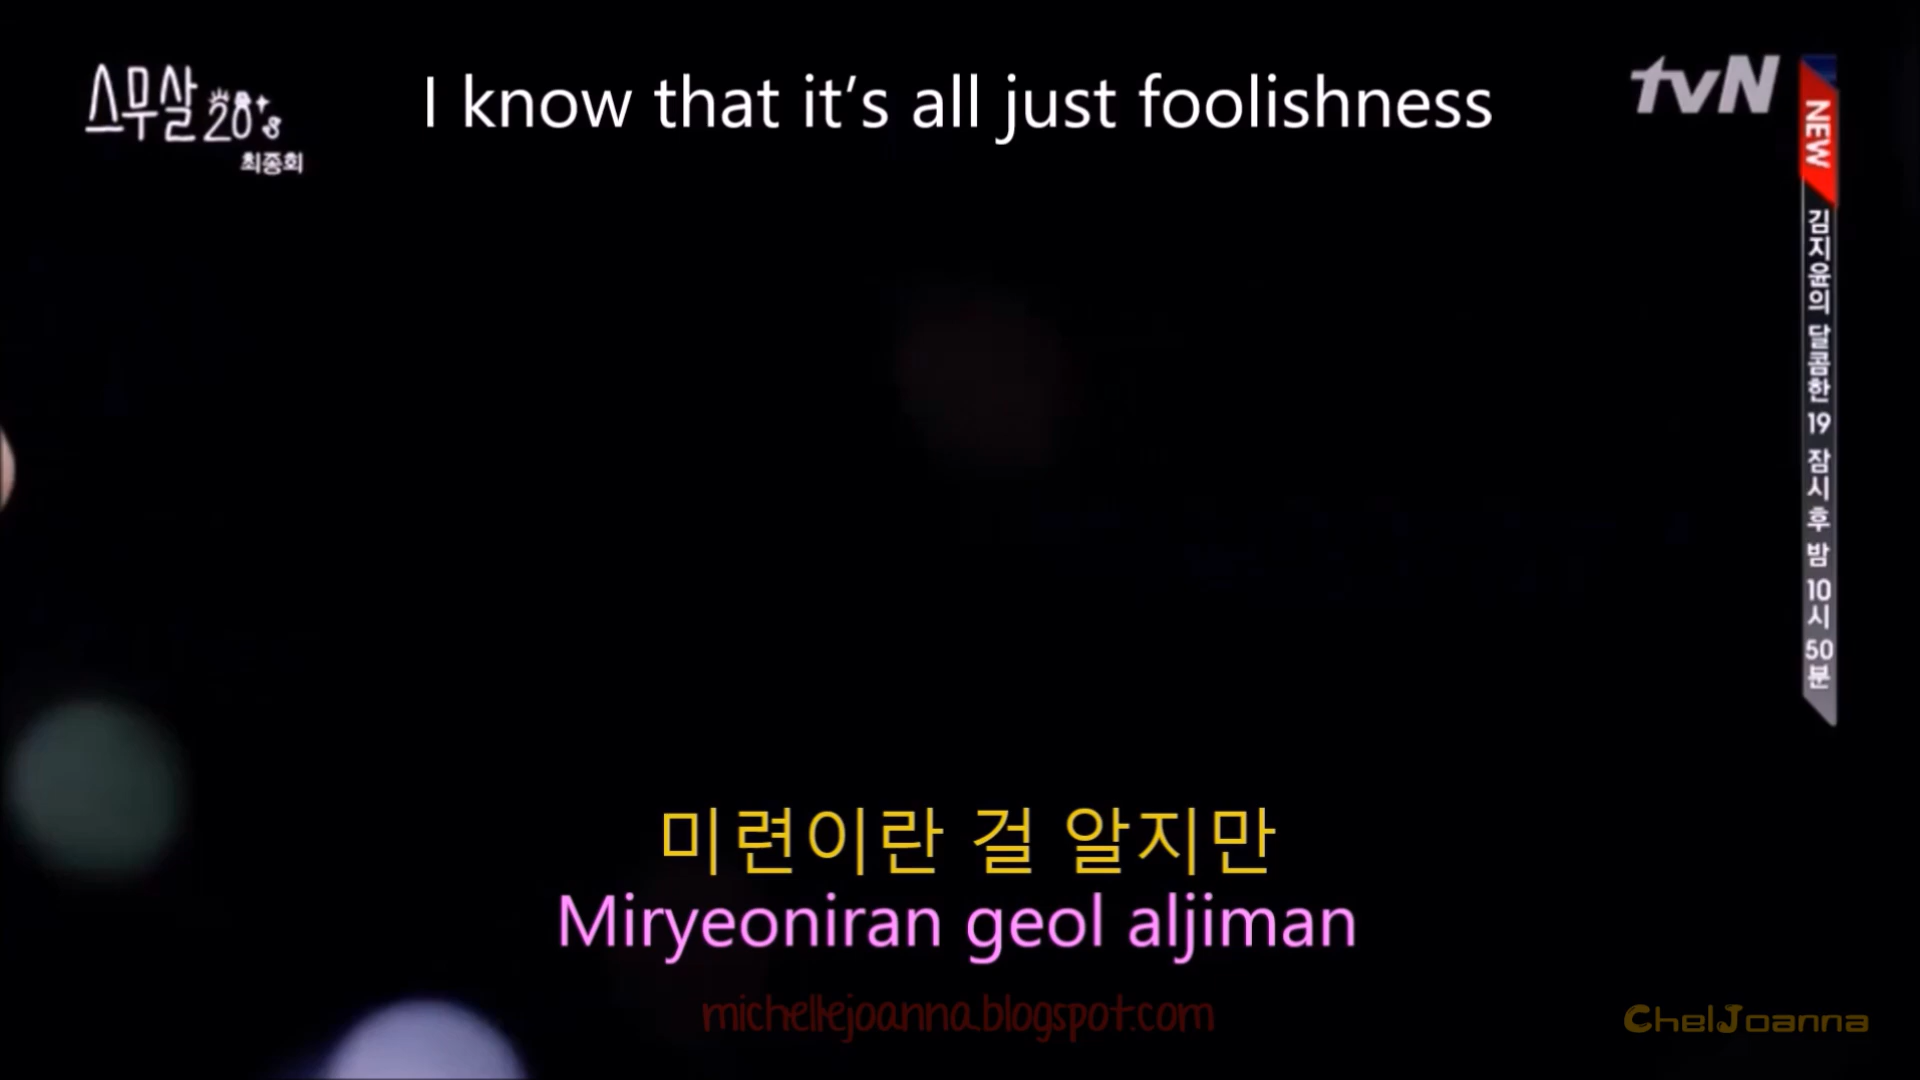 스무살 20's
최종회
I know that it's all just foolishness
tvN
NEW
김지윤의 달콤한 19 잠시 후 밤 10시 50분
미련이란 걸 알지만
Miryeoniran geol aljiman
michellejoanna.blogspot.com
ChelJoanna